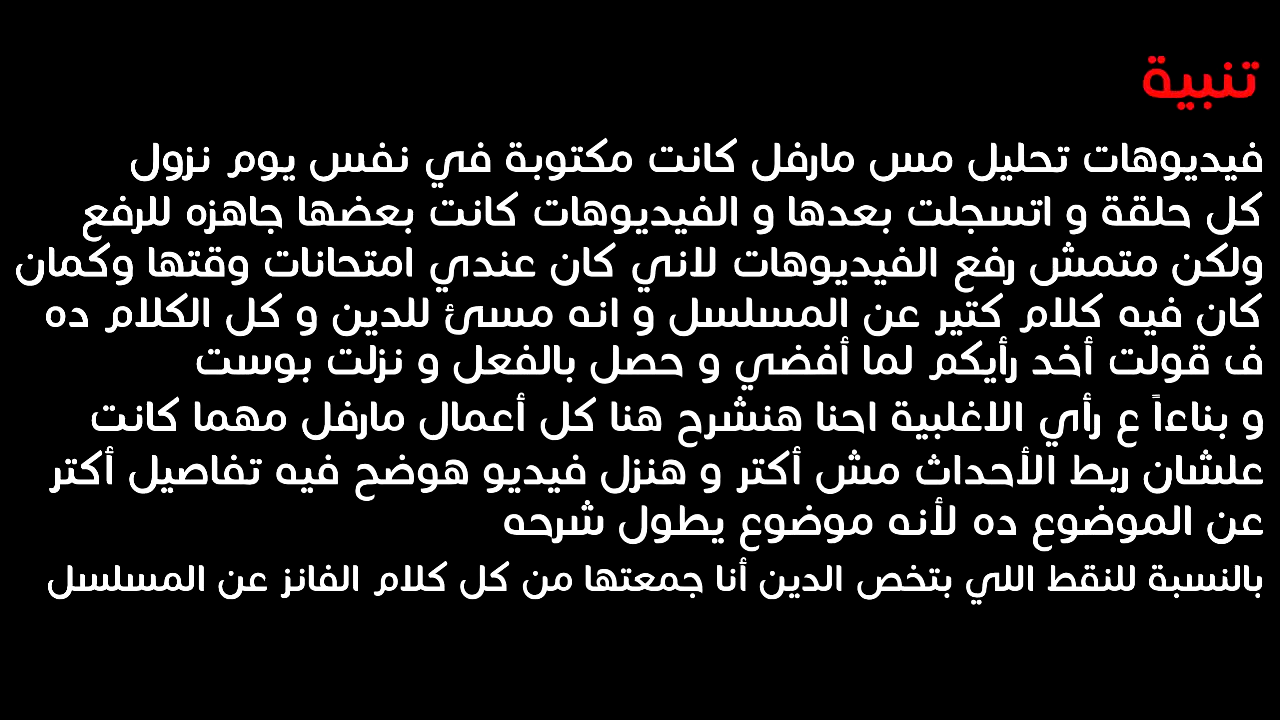 تنبية
فيديوهات تحليل مس مارفل كانت مكتوبة في نفس يوم نزول
كل حلقة و اتسجلت بعدها و الفيديوهات كانت بعضها جاهزه للرفع
ولكن متمش رفع الفيديوهات لاني كان عندي امتحانات وقتها وكمان
كان فيه كلام كتير عن المسلسل و انه مسئ للدين و كل الكلام ده
ف قولت أخد رأيكم لما أفضي و حصل بالفعل و نزلت بوست
و بناءاً ع رأي الاغلبية احنا هنشرح هنا كل أعمال مارفل مهما كانت
علشان ربط الأحداث مش أكتر و هنزل فيديو هوضح فيه تفاصيل أكتر
عن الموضوع ده لأنه موضوع يطول شرحه
بالنسبة للنقط اللي بتخص الدين أنا جمعتها من كل كلام الفانز عن المسلسل